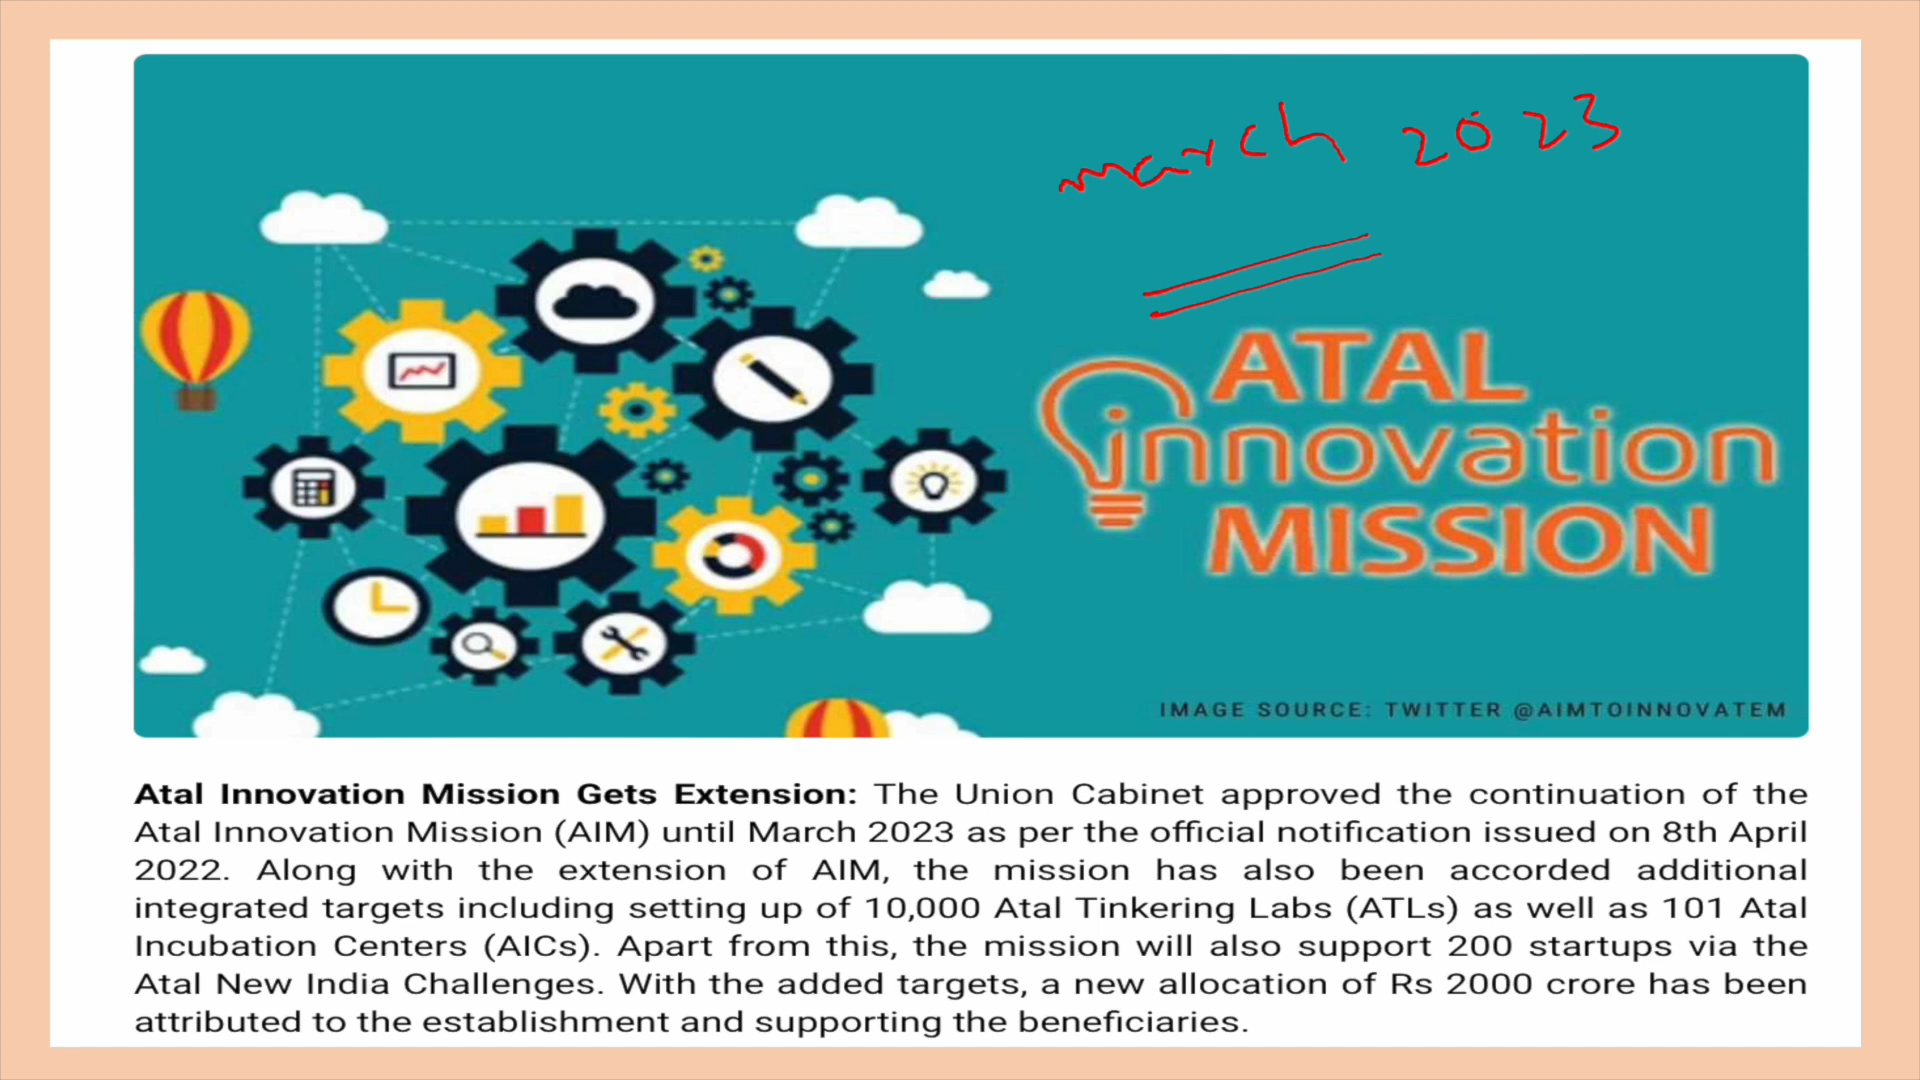 march 2023
ATAL
innovation
MISSION
IMAGE SOURCE: TWITTER @AIMTOINNOVATEM
Atal Innovation Mission Gets Extension: The Union Cabinet approved the continuation of the
Atal Innovation Mission (AIM) until March 2023 as per the official notification issued on 8th April
2022. Along with the extension of AIM, the mission has also been accorded additional
integrated targets including setting up of 10,000 Atal Tinkering Labs (ATLs) as well as 101 Atal
Incubation Centers (AICs). Apart from this, the mission will also support 200 startups via the
Atal New India Challenges. With the added targets, a new allocation of Rs 2000 crore has been
attributed to the establishment and supporting the beneficiaries.